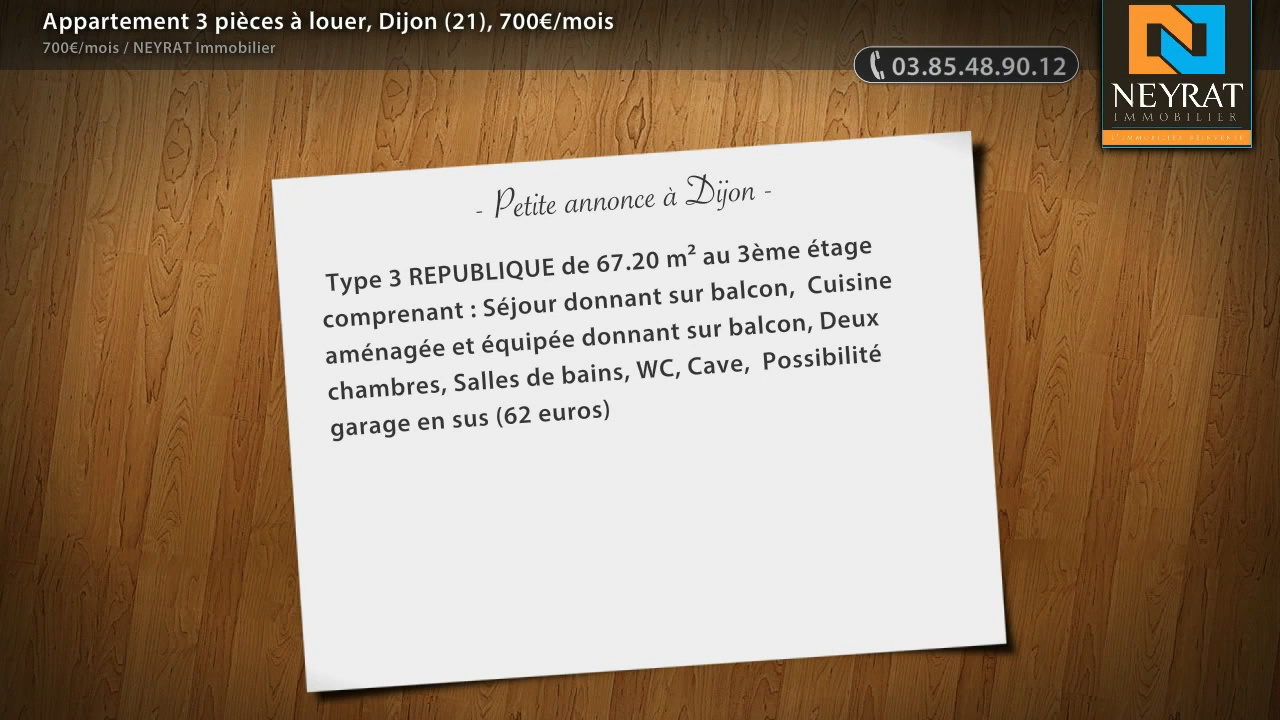 Appartement 3 pièces à louer, Dijon (21), 700€/mois
700€/mois / NEYRAT Immobilier
03.85.48.90.12
NEYRAT
IMMOBILIER
L'IMMOBILIER RÉINVENTÉ
- Petite annonce à Dijon -
Type 3 REPUBLIQUE de 67.20 m² au 3ème étage
comprenant : Séjour donnant sur balcon, Cuisine
aménagée et équipée donnant sur balcon, Deux
chambres, Salles de bains, WC, Cave, Possibilité
garage en sus (62 euros)